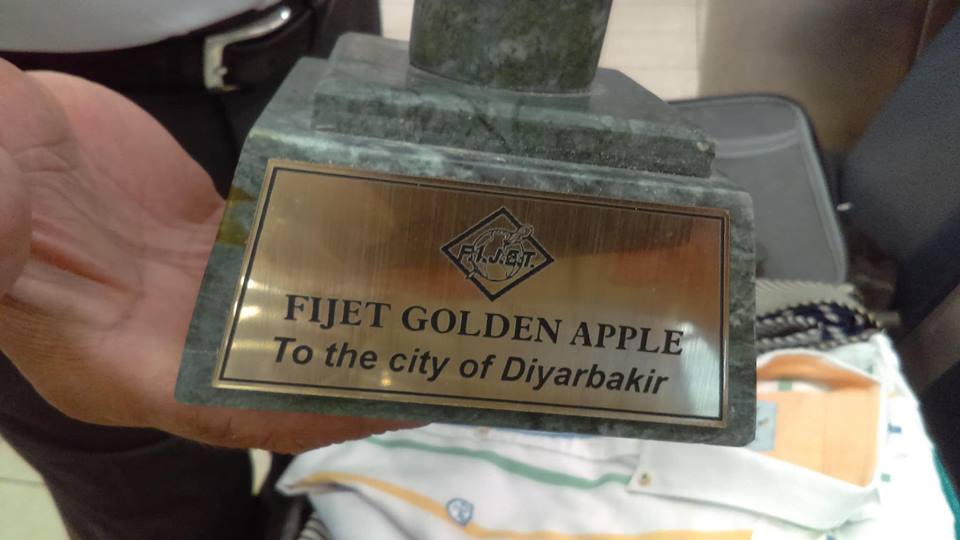 F.I.J.E.T.
FIJET GOLDEN APPLE
To the city of Diyarbakir